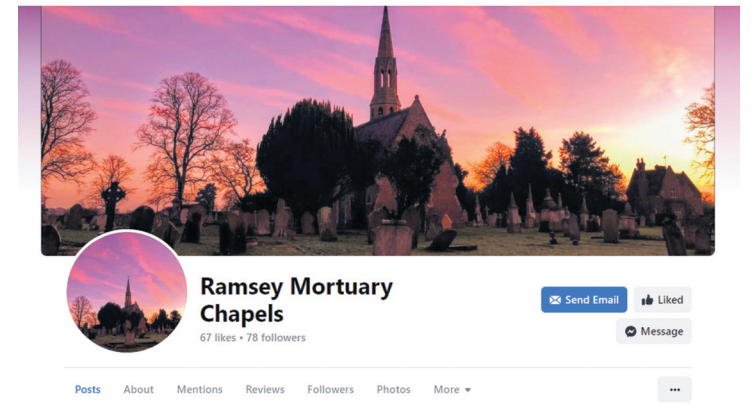 Ramsey Mortuary
Chapels
67 likes • 78 followers
Send Email
Liked
Message
Posts
About
Mentions
Reviews
Followers
Photos
More
...